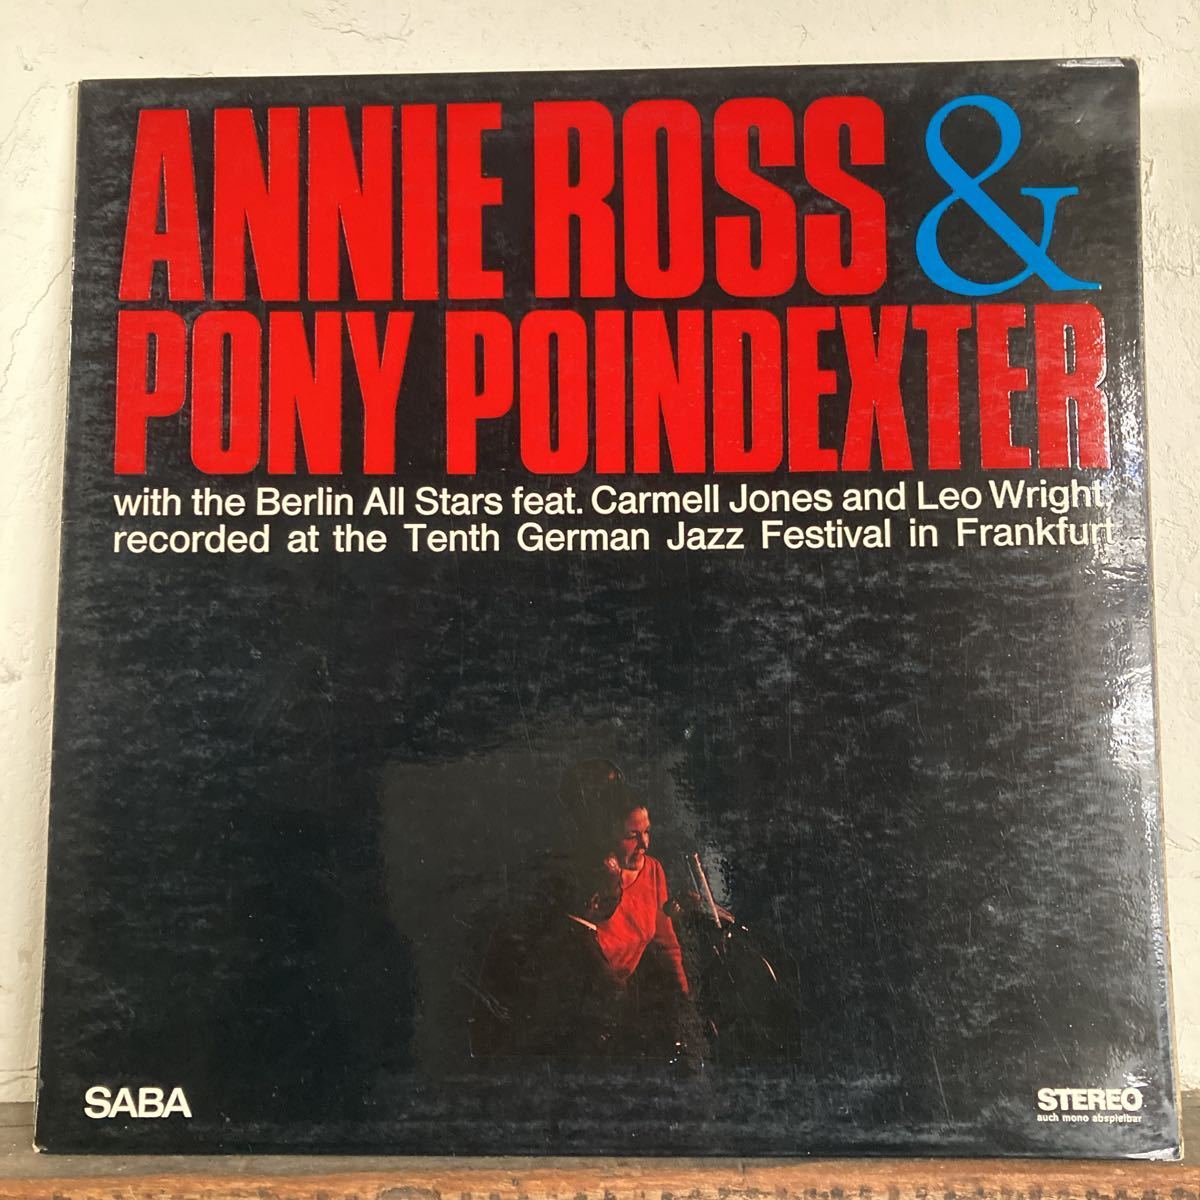 ANNIE ROSS &
PONY POINDEXTER
with the Berlin All Stars feat. Carmell Jones and Leo Wright,
recorded at the Tenth German Jazz Festival in Frankfurt
SABA
STEREO
auch mono abspielbar